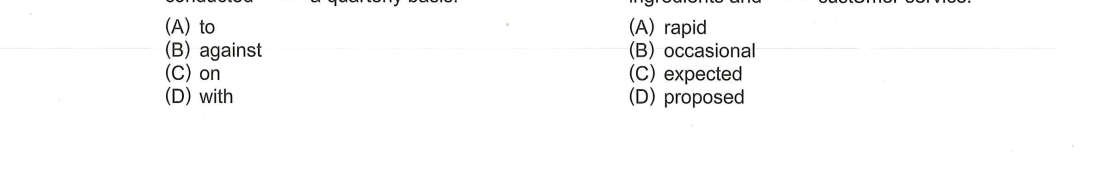 (A) to
(B) against
(C) on
(D) with
(A) rapid
(B) occasional
(C) expected
(D) proposed